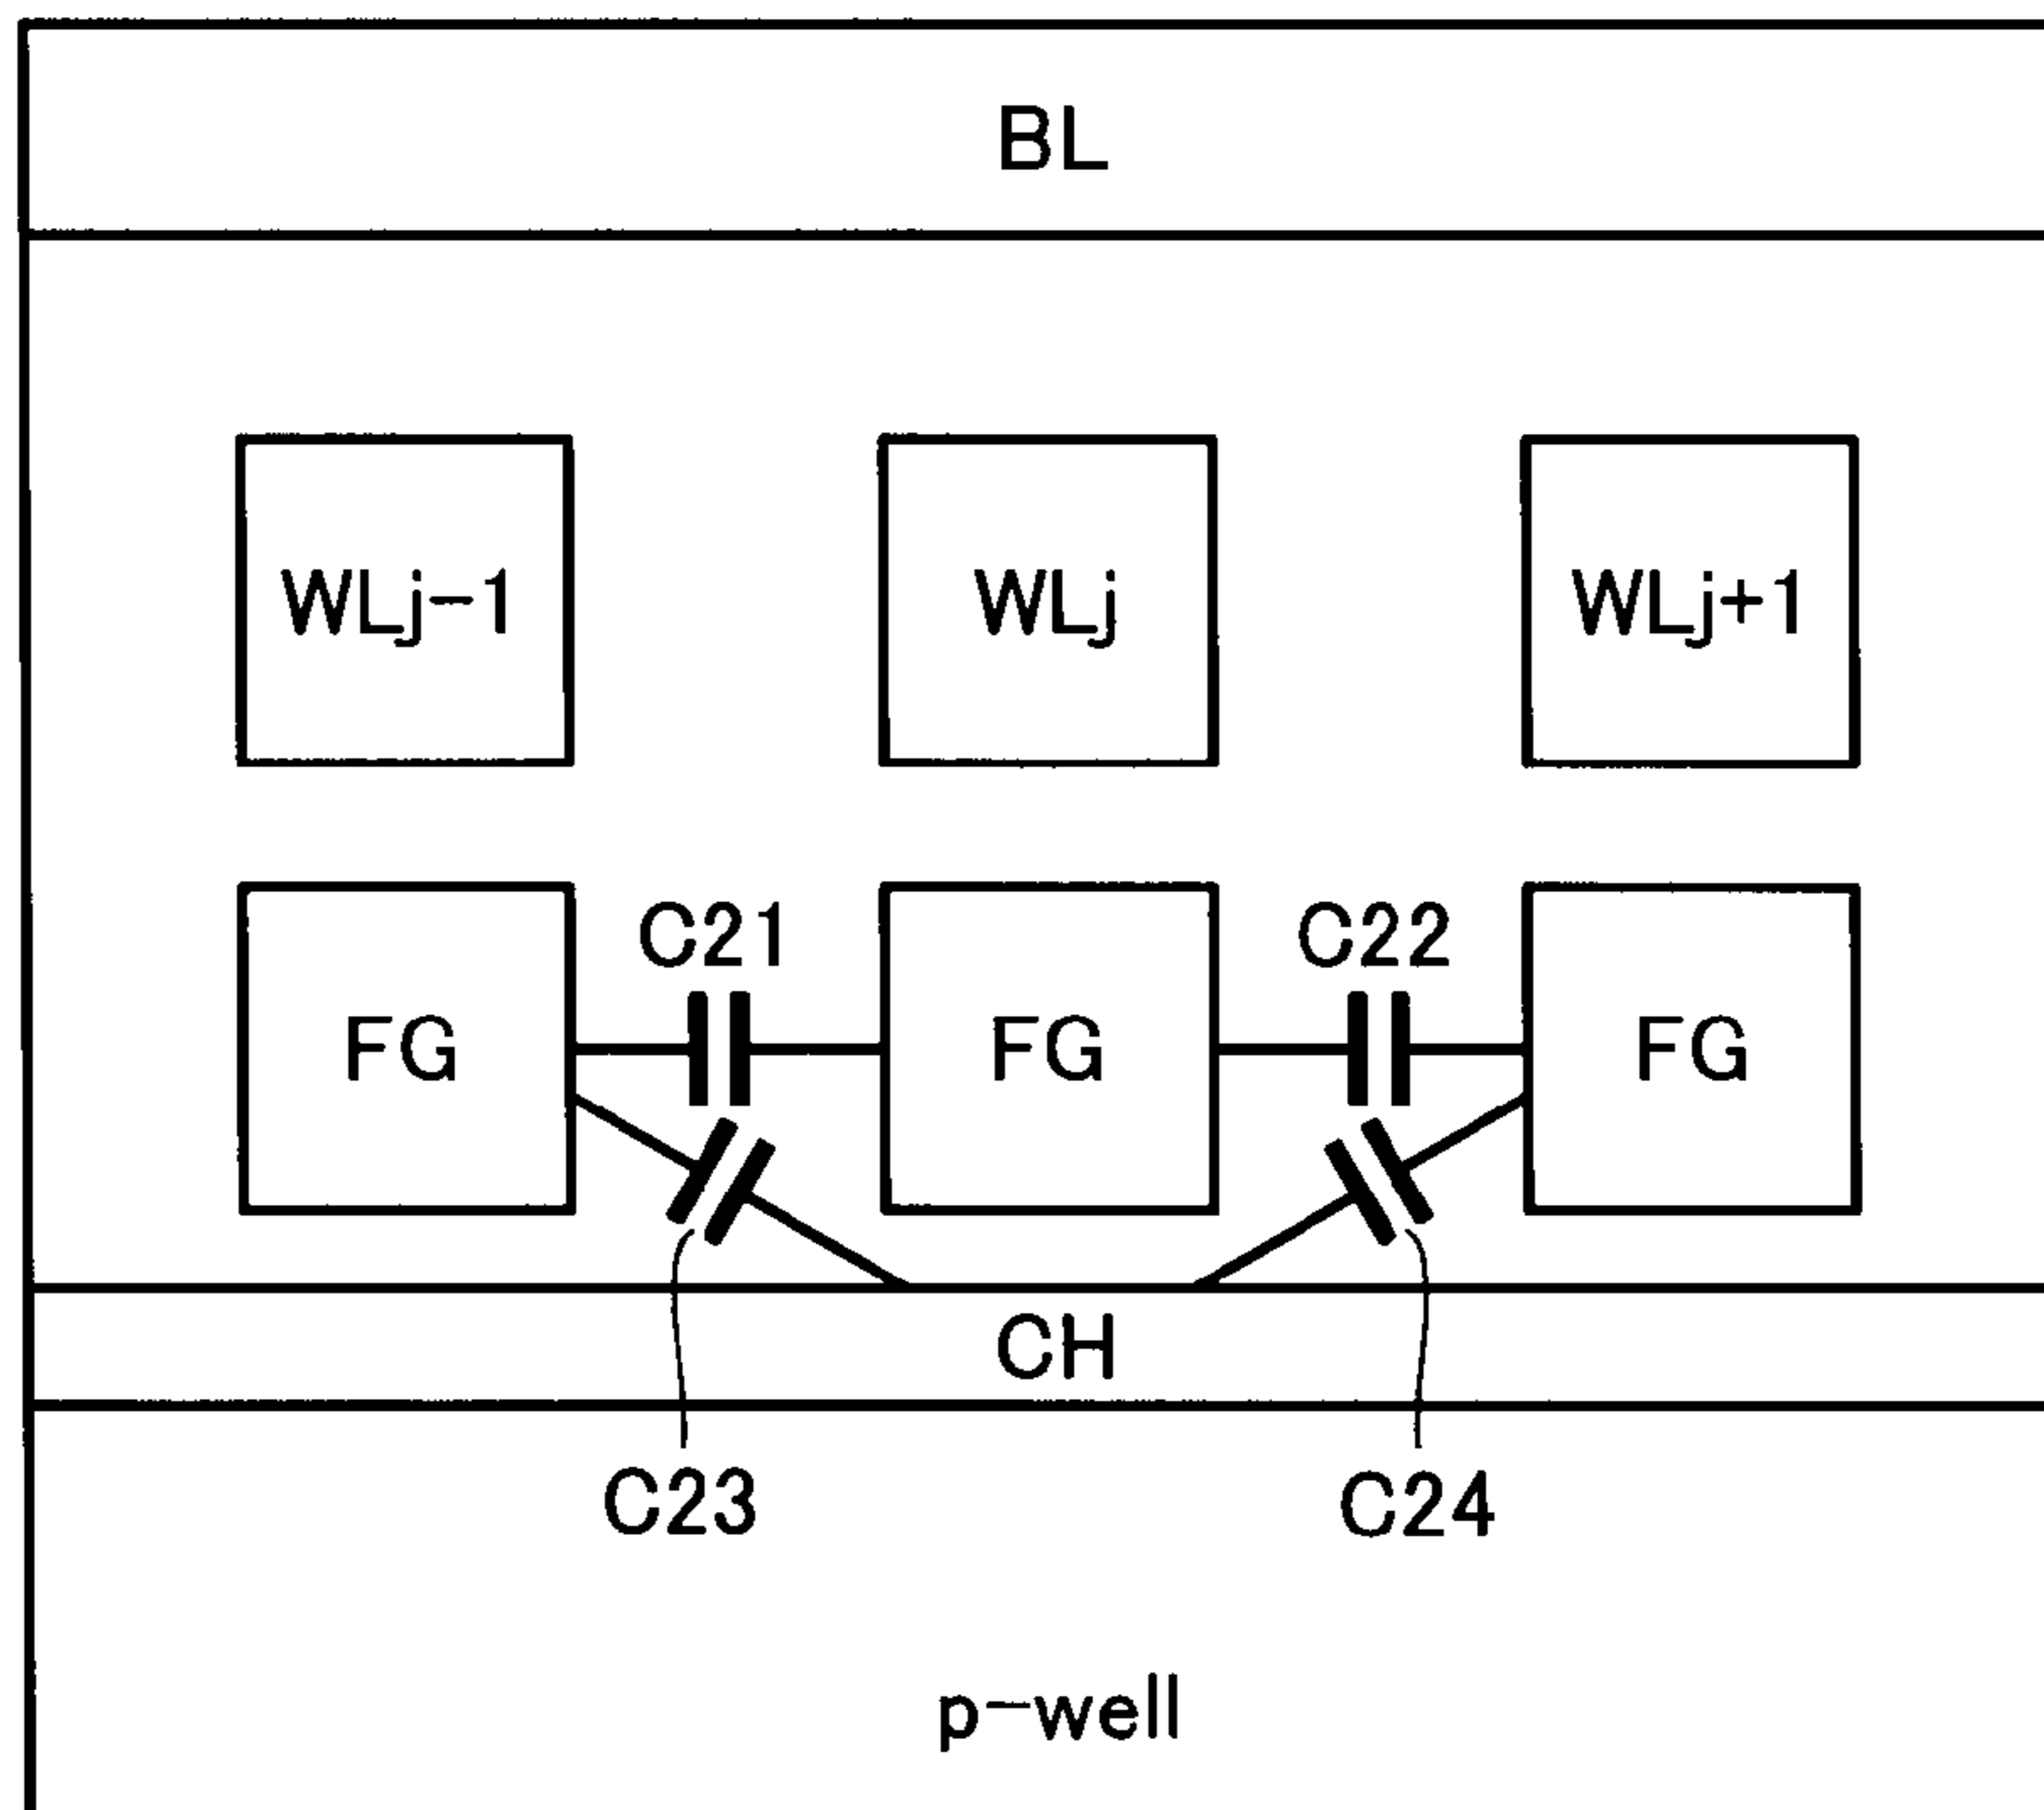 BL
WLj-1 WLj WLj+1
C21 C22
FG FG FG
CH
C23 C24
p-well